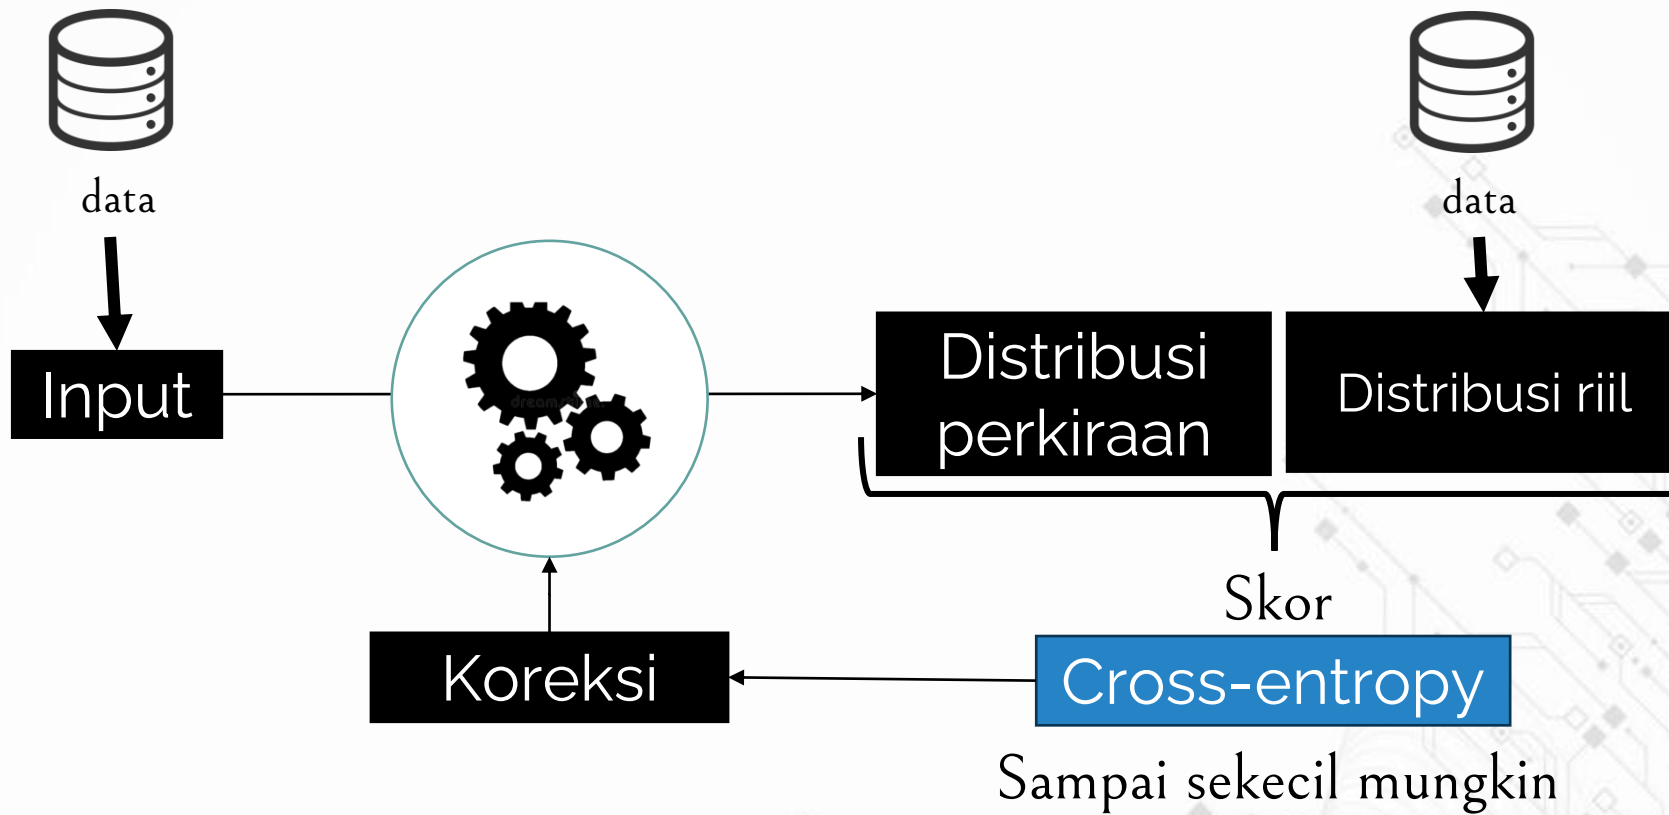 data
data
Input
Distribusi
perkiraan
Distribusi riil
Skor
Koreksi
Cross-entropy
Sampai sekecil mungkin